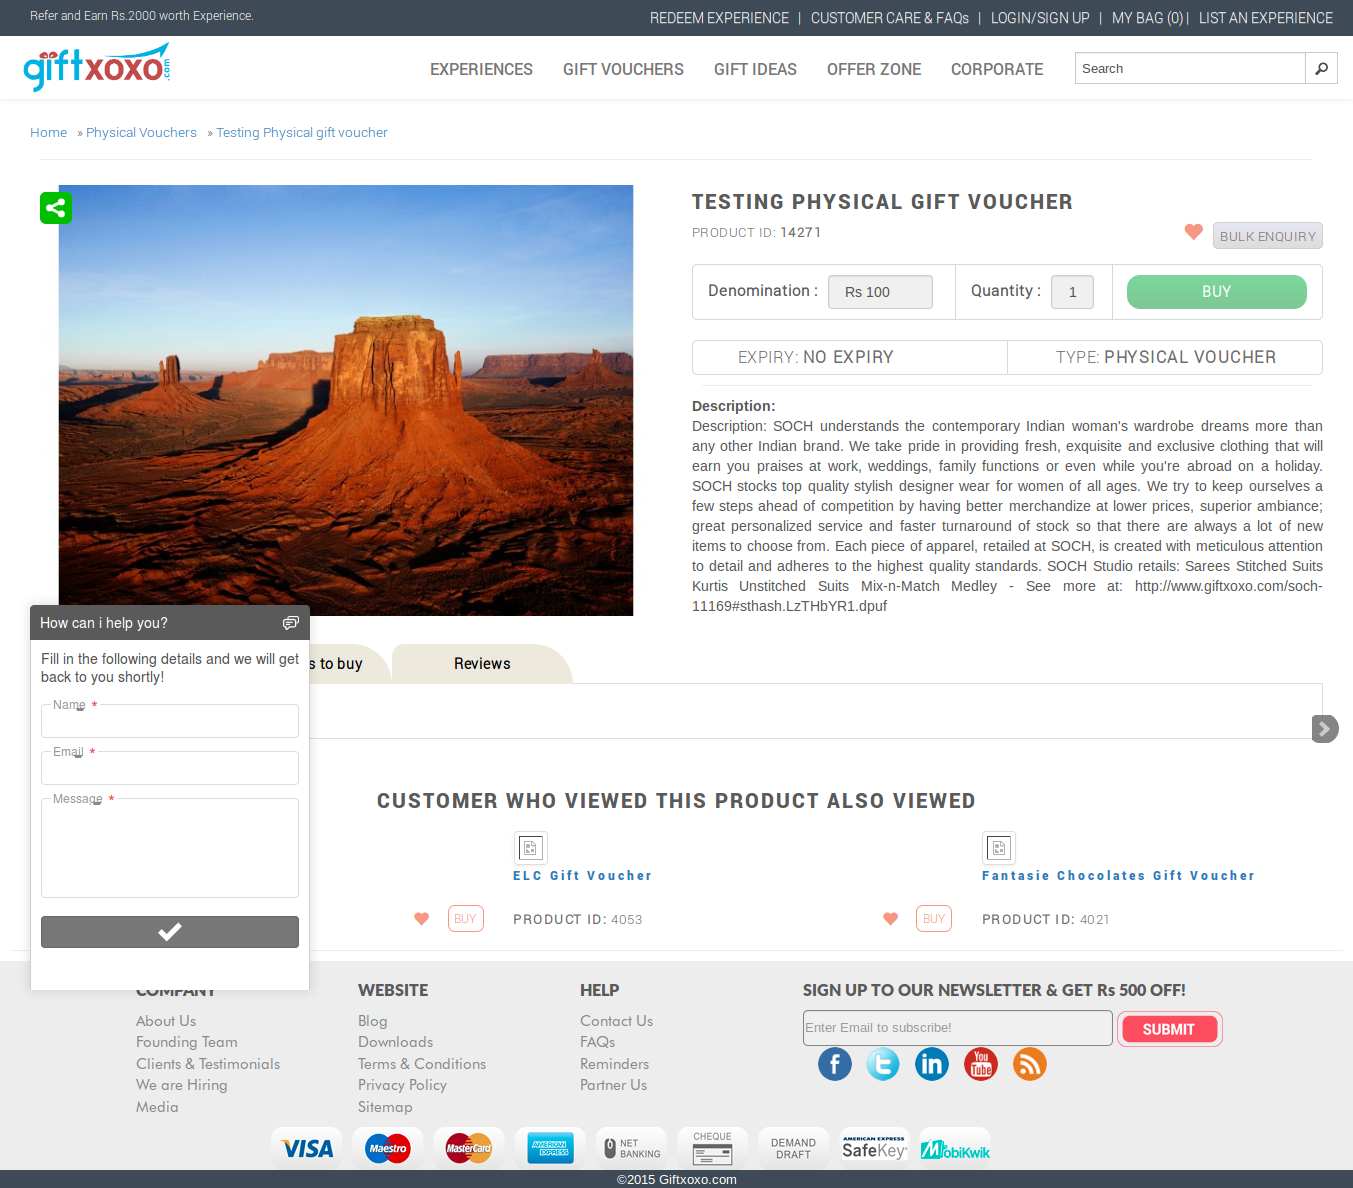 Refer and Earn Rs.2000 worth Experience.
REDEEM EXPERIENCE | CUSTOMER CARE & FAQs | LOGIN/SIGN UP | MY BAG (0) | LIST AN EXPERIENCE
giftxoxo.com
EXPERIENCES GIFT VOUCHERS GIFT IDEAS OFFER ZONE CORPORATE
Search
Home » Physical Vouchers » Testing Physical gift voucher
TESTING PHYSICAL GIFT VOUCHER
PRODUCT ID: 14271
BULK ENQUIRY
Denomination : Rs 100 Quantity : 1 BUY
EXPIRY: NO EXPIRY TYPE: PHYSICAL VOUCHER
Description:
Description: SOCH understands the contemporary Indian woman's wardrobe dreams more than
any other Indian brand. We take pride in providing fresh, exquisite and exclusive clothing that will
earn you praises at work, weddings, family functions or even while you're abroad on a holiday.
SOCH stocks top quality stylish designer wear for women of all ages. We try to keep ourselves a
few steps ahead of competition by having better merchandize at lower prices, superior ambiance;
great personalized service and faster turnaround of stock so that there are always a lot of new
items to choose from. Each piece of apparel, retailed at SOCH, is created with meticulous attention
to detail and adheres to the highest quality standards. SOCH Studio retails: Sarees Stitched Suits
Kurtis Unstitched Suits Mix-n-Match Medley - See more at: http://www.giftxoxo.com/soch-
11169#sthash.LzTHbYR1.dpuf
How can i help you?
Fill in the following details and we will get
back to you shortly!
Name *
Email *
Message *
s to buy
Reviews
CUSTOMER WHO VIEWED THIS PRODUCT ALSO VIEWED
ELC Gift Voucher
Fantasie Chocolates Gift Voucher
BUY
PRODUCT ID: 4053
BUY
PRODUCT ID: 4021
COMPANY
About Us
Founding Team
Clients & Testimonials
We are Hiring
Media
WEBSITE
Blog
Downloads
Terms & Conditions
Privacy Policy
Sitemap
HELP
Contact Us
FAQs
Reminders
Partner Us
SIGN UP TO OUR NEWSLETTER & GET Rs 500 OFF!
Enter Email to subscribe!
SUBMIT
You Tube
VISA
Maestro
MasterCard
AMERICAN EXPRESS
NET BANKING
CHEQUE
DEMAND DRAFT
AMERICAN EXPRESS SafeKey
MobiKwik
©2015 Giftxoxo.com